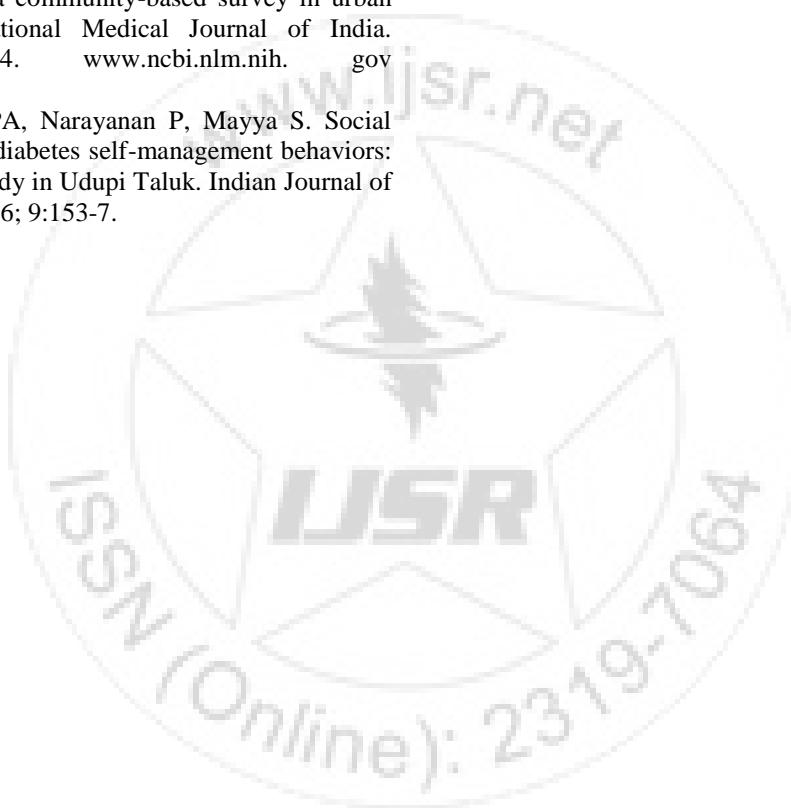 a community-based survey in urban
ational Medical Journal of India.
4. www.ncbi.nlm.nih. gov
PA, Narayanan P, Mayya S. Social
diabetes self-management behaviors:
dy in Udupi Taluk. Indian Journal of
6; 9:153-7.
www.ijsr.net
IJSR
ISSN (Online): 2319-7064